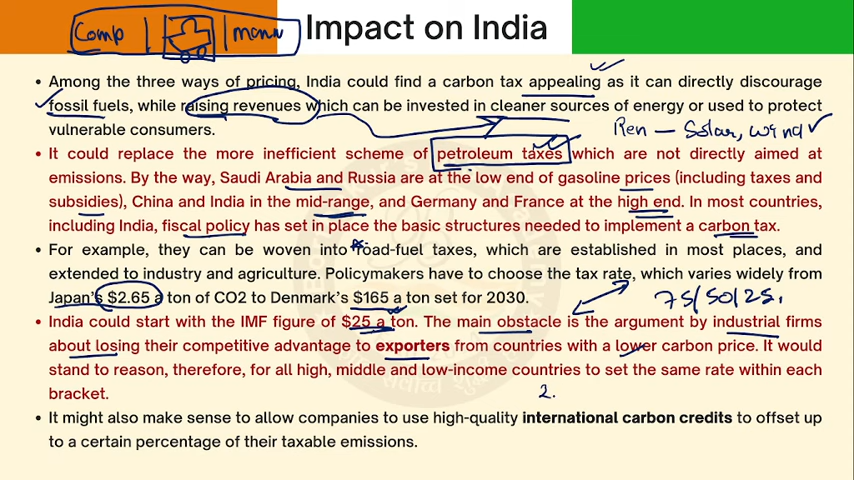 Comp | | manu Impact on India
• Among the three ways of pricing, India could find a carbon tax appealing as it can directly discourage
fossil fuels, while raising revenues which can be invested in cleaner sources of energy or used to protect
vulnerable consumers.
Ren — Solar, wind
• It could replace the more inefficient scheme of petroleum taxes which are not directly aimed at
emissions. By the way, Saudi Arabia and Russia are at the low end of gasoline prices (including taxes and
subsidies), China and India in the mid-range, and Germany and France at the high end. In most countries,
including India, fiscal policy has set in place the basic structures needed to implement a carbon tax.
• For example, they can be woven into road-fuel taxes, which are established in most places, and
extended to industry and agriculture. Policymakers have to choose the tax rate, which varies widely from
Japan's $2.65 a ton of CO2 to Denmark's $165 a ton set for 2030.
75/50/25.
• India could start with the IMF figure of $25 a ton. The main obstacle is the argument by industrial firms
about losing their competitive advantage to exporters from countries with a lower carbon price. It would
stand to reason, therefore, for all high, middle and low-income countries to set the same rate within each
bracket.
2.
• It might also make sense to allow companies to use high-quality international carbon credits to offset up
to a certain percentage of their taxable emissions.